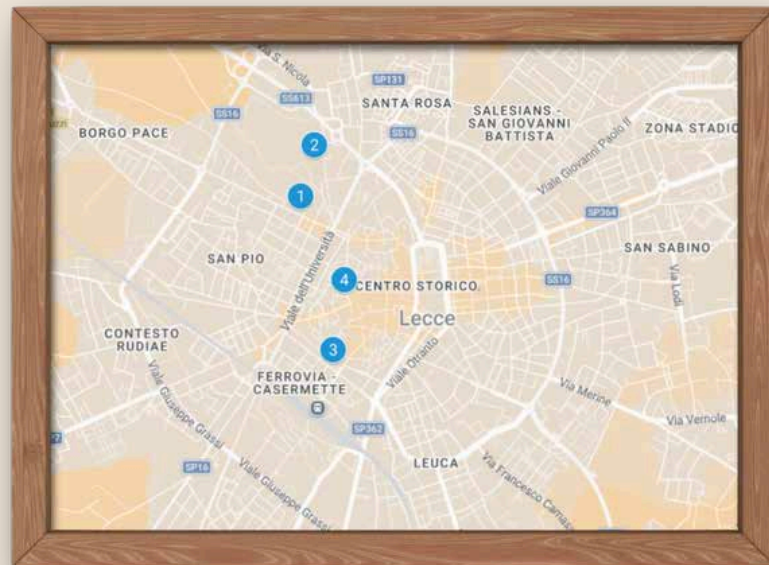 Via S. Nicola
SP131
SS613
SANTA ROSA
SALESIANS -
SAN GIOVANNI
BATTISTA
SS16
BORGO PACE
SS16
ZONA STADIO
2
Viale Giovanni Paolo II
1
SP364
Viale dell'Università
SAN PIO
SAN SABINO
4
CENTRO STORICO
SS16
Via Lodi
Lecce
CONTESTO
RUDIAE
3
Viale Otranto
FERROVIA -
CASERMETTE
Via Merine
Viale Giuseppe Grassi
Via Vernole
SP362
LEUCA
SP16
Viale Giuseppe Grassi
Via Francesco